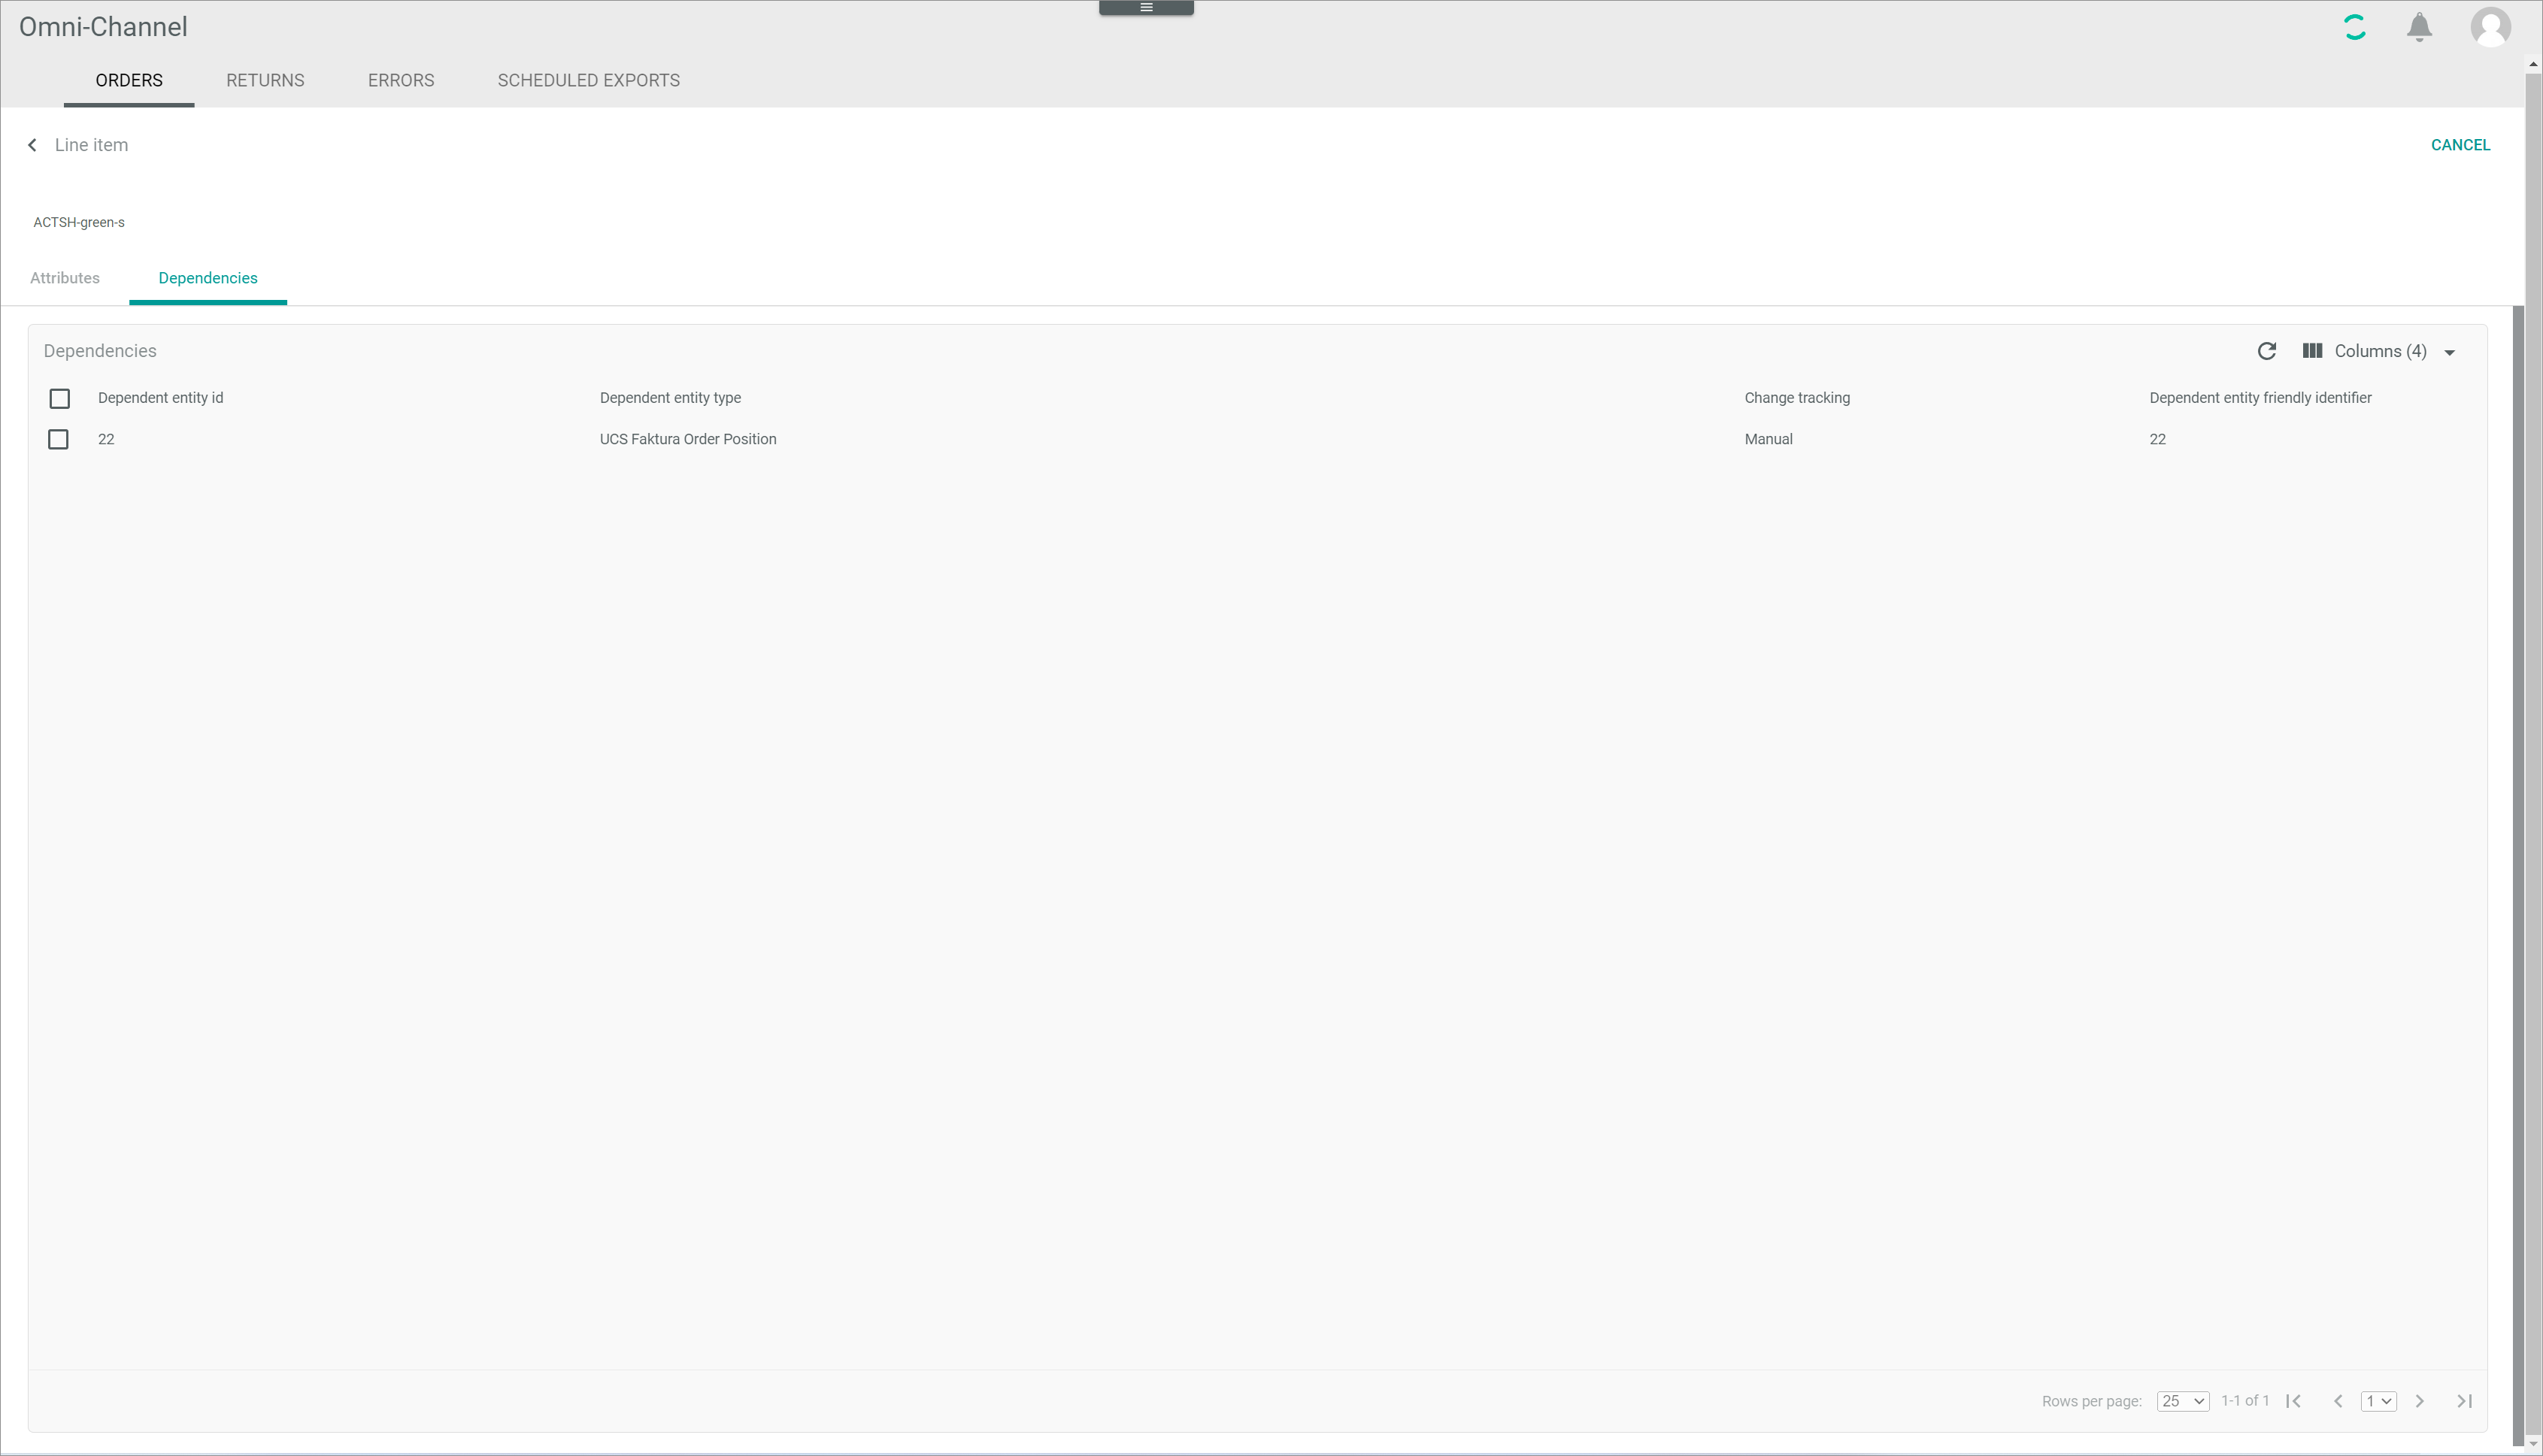 Omni-Channel
ORDERS RETURNS ERRORS SCHEDULED EXPORTS
Line item CANCEL
ACTSH-green-s
Attributes Dependencies
Dependencies Columns (4)
Dependent entity id Dependent entity type Change tracking Dependent entity friendly identifier
22 UCS Faktura Order Position Manual 22
Rows per page: 25 1-1 of 1 1